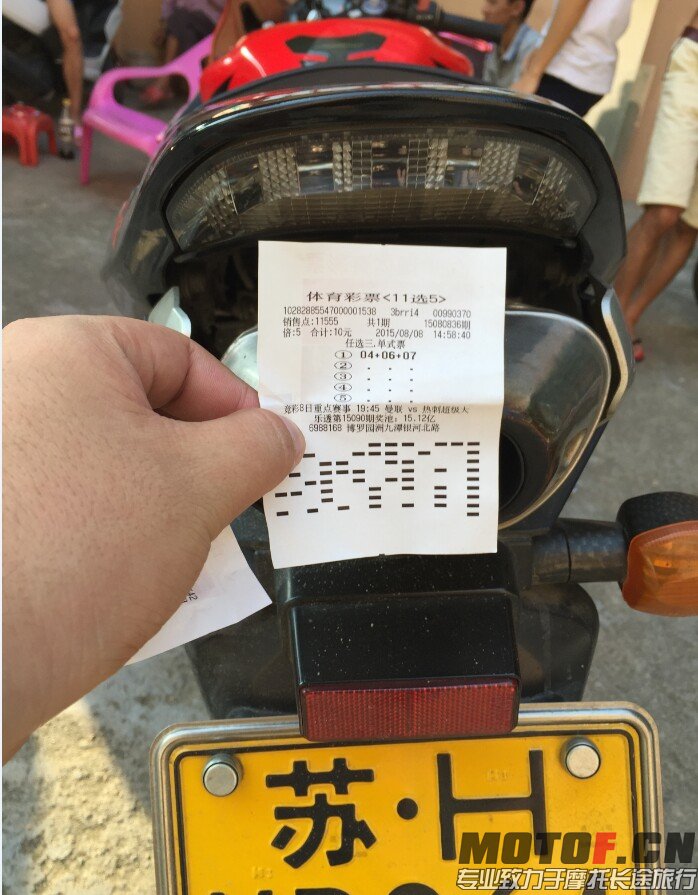 体育彩票<11选5>
10282855547000001538 3brri4 00990370
销售点:11555 共1期 15080836期
倍:5 合计:10元 2015/08/08 14:58:40
任选三.单式票
① 04+06+07
② . . .
③ . . .
④ . . .
⑤ . . .
竞彩8日重点赛事 19:45 曼联 vs 热刺超级大
乐透第15090期奖池: 15.12亿
6988168 博罗园洲九潭银河北路
苏·H
MOTOF.CN
专业致力于摩托长途旅行